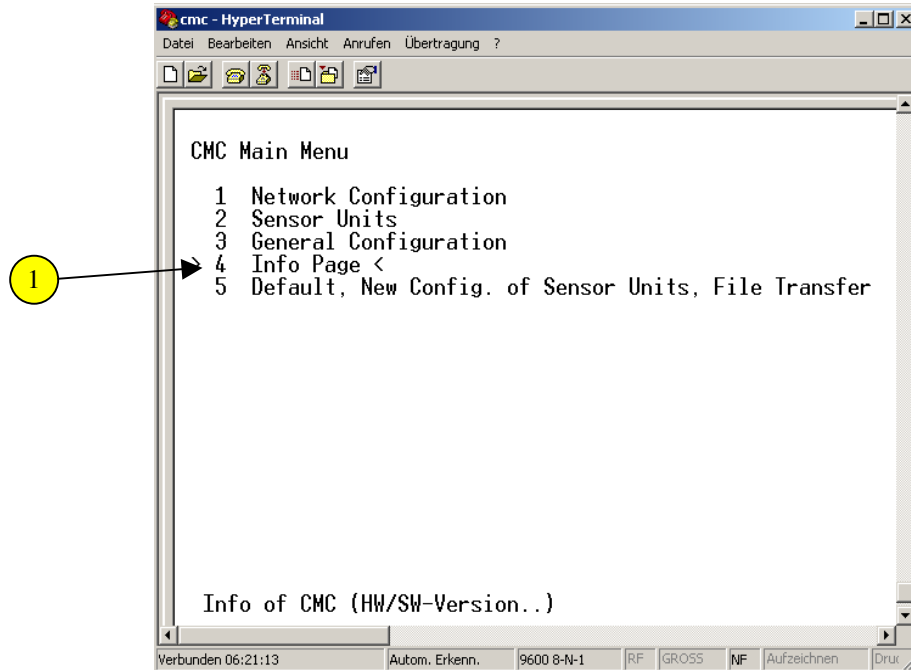 cmc - HyperTerminal
Datei Bearbeiten Ansicht Anrufen Übertragung ?
CMC Main Menu
1 Network Configuration
2 Sensor Units
3 General Configuration
1
> 4 Info Page <
5 Default, New Config. of Sensor Units, File Transfer
Info of CMC (HW/SW-Version..)
Verbunden 06:21:13 Autom. Erkenn. 9600 8-N-1 RF GROSS NF Aufzeichnen Druc